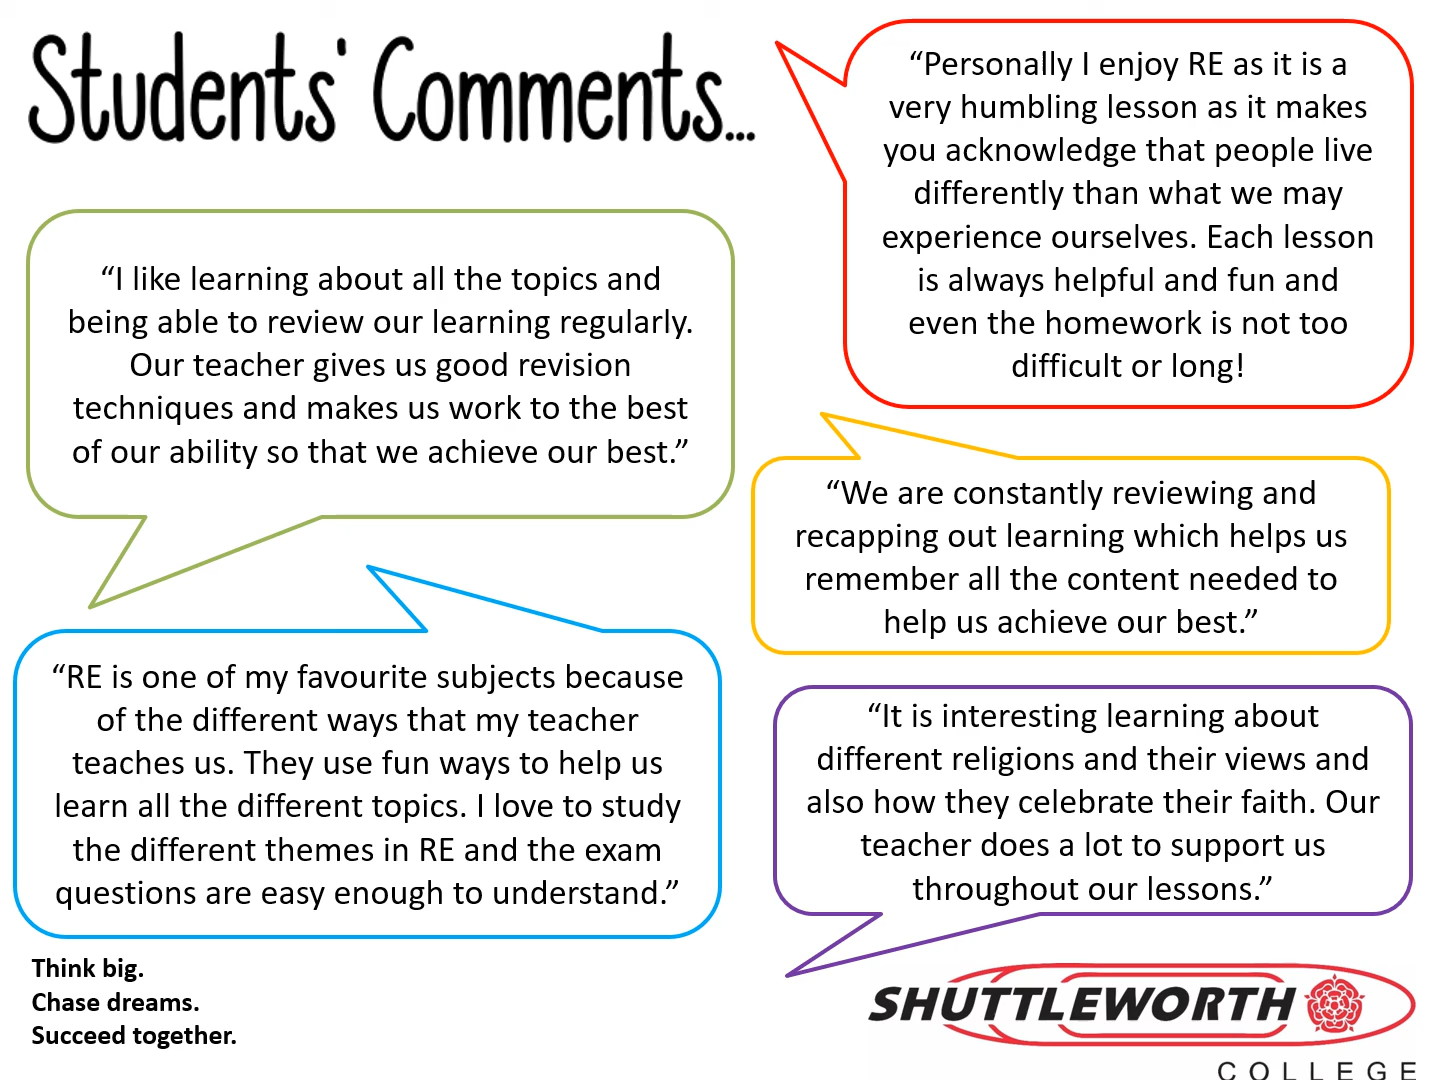 Students' Comments...
“Personally I enjoy RE as it is a
very humbling lesson as it makes
you acknowledge that people live
differently than what we may
experience ourselves. Each lesson
is always helpful and fun and
even the homework is not too
difficult or long!
“I like learning about all the topics and
being able to review our learning regularly.
Our teacher gives us good revision
techniques and makes us work to the best
of our ability so that we achieve our best.”
“We are constantly reviewing and
recapping out learning which helps us
remember all the content needed to
help us achieve our best.”
“RE is one of my favourite subjects because
of the different ways that my teacher
teaches us. They use fun ways to help us
learn all the different topics. I love to study
the different themes in RE and the exam
questions are easy enough to understand.”
“It is interesting learning about
different religions and their views and
also how they celebrate their faith. Our
teacher does a lot to support us
throughout our lessons.”
Think big.
Chase dreams.
Succeed together.
SHUTTLEWORTH
COLLEGE